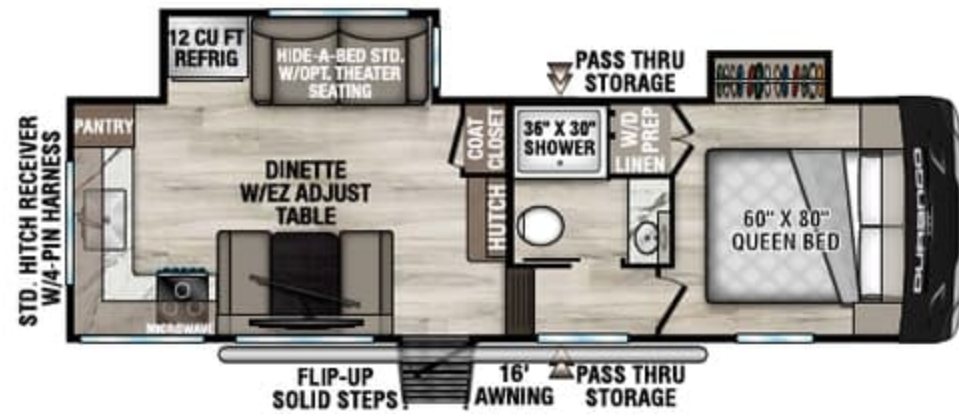 12 CU FT
REFRIG
HIDE-A-BED STD.
W/OPT. THEATER
SEATING
PASS THRU
STORAGE
STD. HITCH RECEIVER
W/4-PIN HARNESS
PANTRY
COAT
CLOSET
36" X 30"
SHOWER
W/D
PREP
LINEN
DINETTE
W/EZ ADJUST
TABLE
HUTCH
60" X 80"
QUEEN BED
DURANGO
MICROWAVE
FLIP-UP
SOLID STEPS
16'
AWNING
PASS THRU
STORAGE